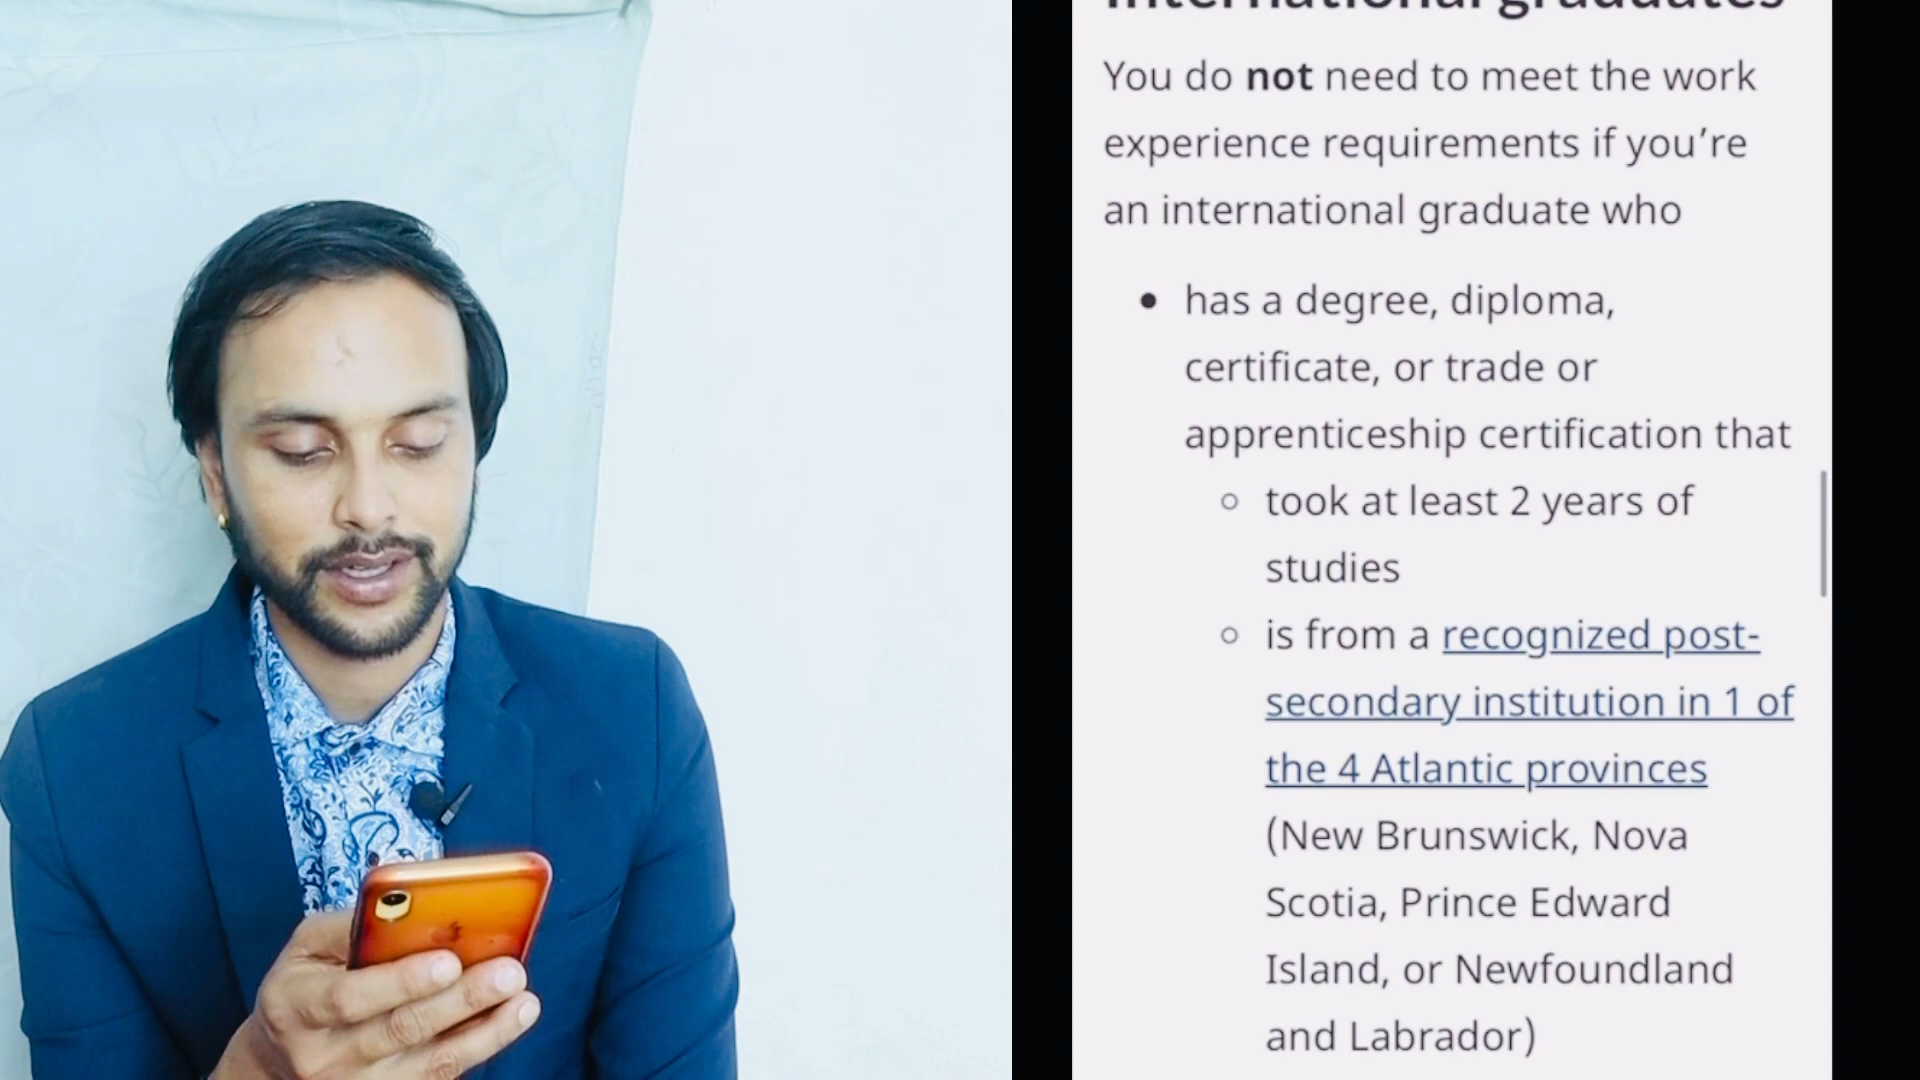 International graduates
You do not need to meet the work
experience requirements if you’re
an international graduate who
• has a degree, diploma,
certificate, or trade or
apprenticeship certification that
○ took at least 2 years of
studies
○ is from a recognized post-
secondary institution in 1 of
the 4 Atlantic provinces
(New Brunswick, Nova
Scotia, Prince Edward
Island, or Newfoundland
and Labrador)